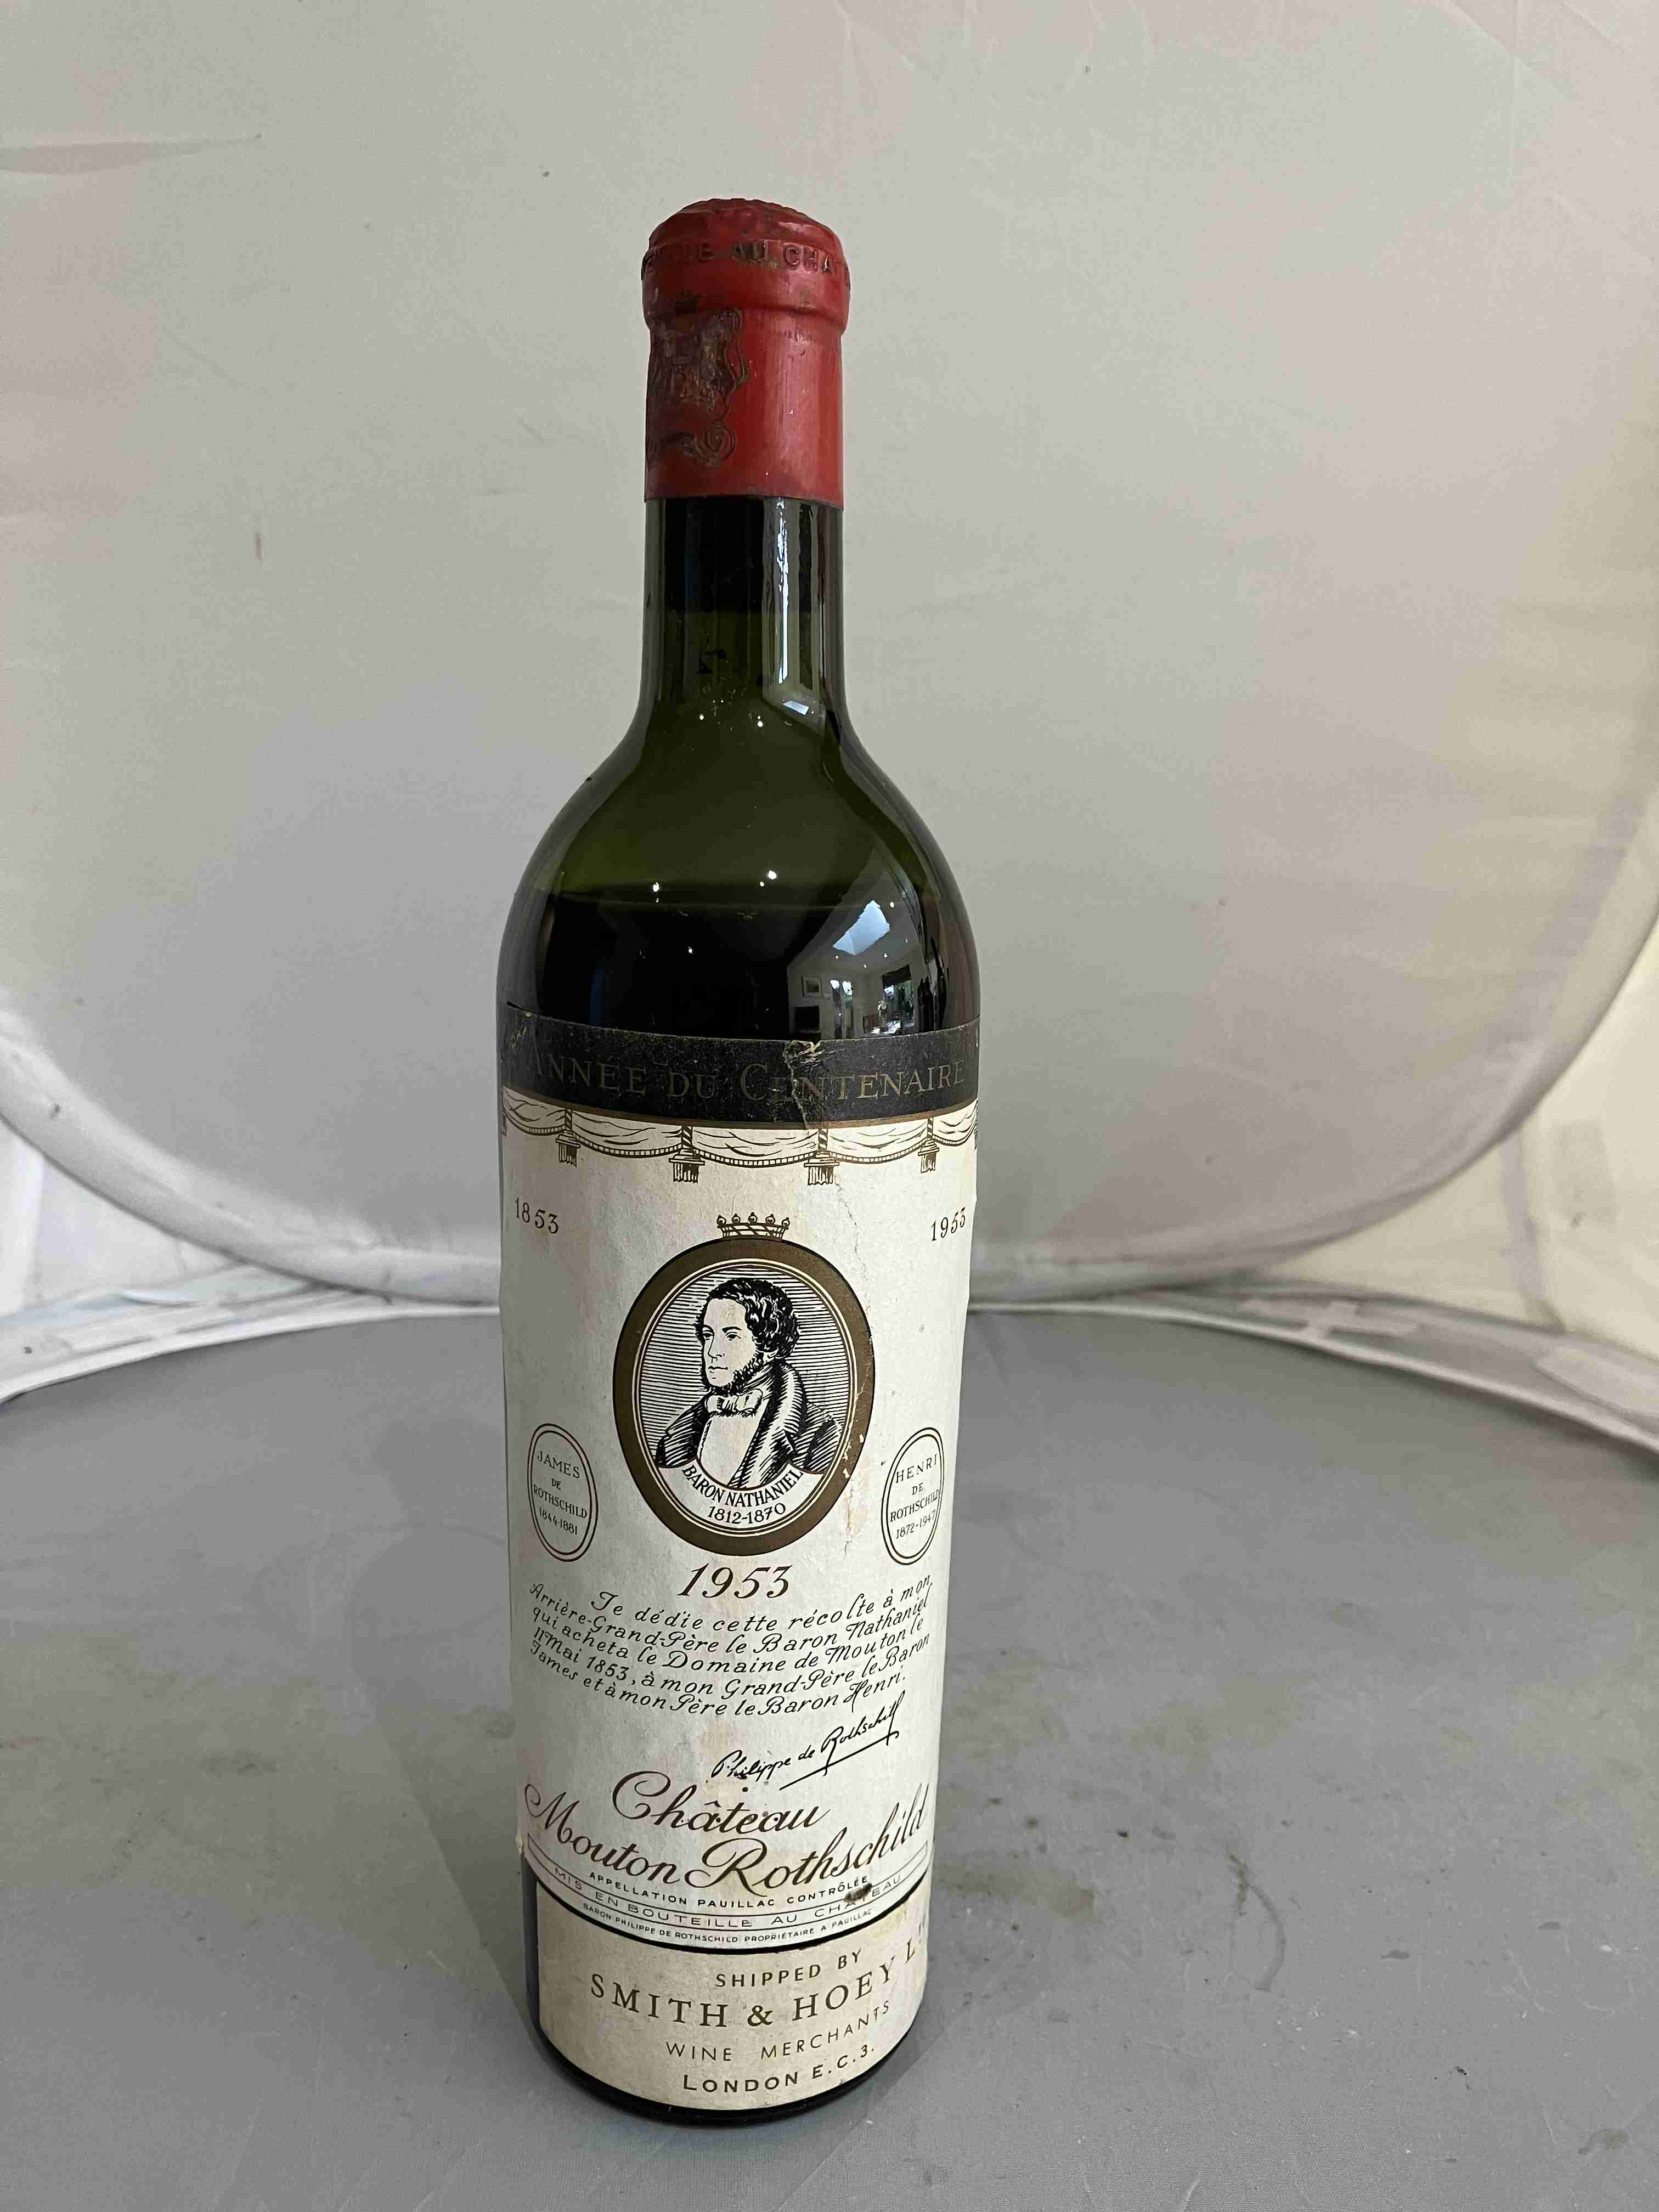 AU CHA
ANNÉE DU CENTENAIRE
1853
1953
BARON NATHANIEL
1812-1870
JAMES
DE
ROTHSCHILD
1844-1881
HENRI
DE
ROTHSCHILD
1872-1947
1953
Je dédie cette récolte à mon
Arrière-Grand-Père le Baron Nathaniel
qui acheta le Domaine de Mouton le
11 Mai 1853, à mon Grand-Père le Baron
James et à mon Père le Baron Henri.
Philippe de Rothschild
Château
Mouton Rothschild
APPELLATION PAUILLAC CONTRÔLÉE
MIS EN BOUTEILLE AU CHATEAU
BARON PHILIPPE DE ROTHSCHILD PROPRIÉTAIRE A PAUILLAC
SHIPPED BY
SMITH & HOEY
WINE MERCHANTS
LONDON E.C.3.